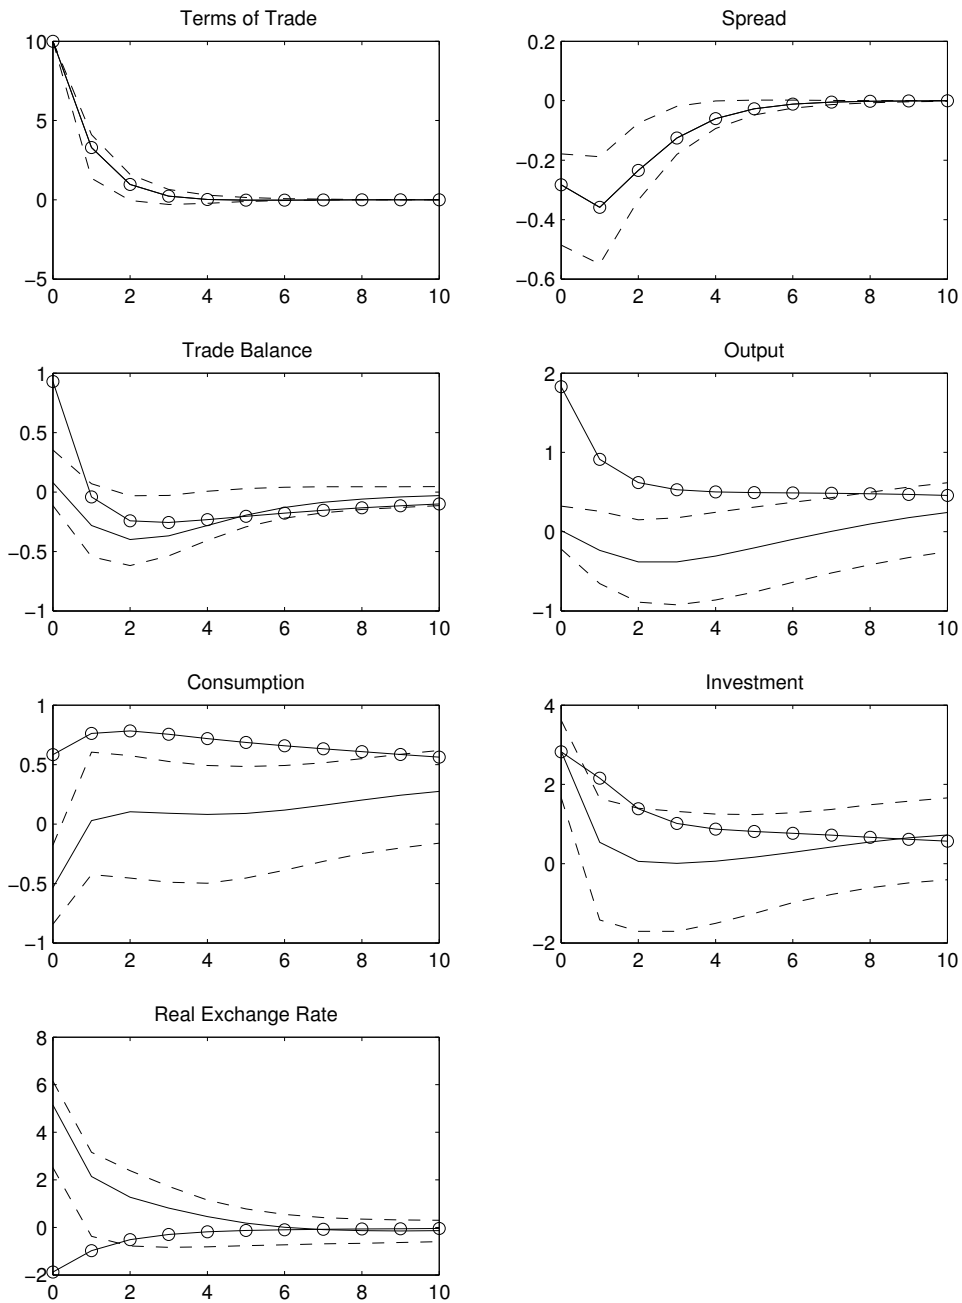 Terms of Trade
10
5
0
−5
0 2 4 6 8 10
Spread
0.2
0
−0.2
−0.4
−0.6
0 2 4 6 8 10
Trade Balance
1
0.5
0
−0.5
−1
0 2 4 6 8 10
Output
2
1
0
−1
0 2 4 6 8 10
Consumption
1
0.5
0
−0.5
−1
0 2 4 6 8 10
Investment
4
2
0
−2
0 2 4 6 8 10
Real Exchange Rate
8
6
4
2
0
−2
0 2 4 6 8 10